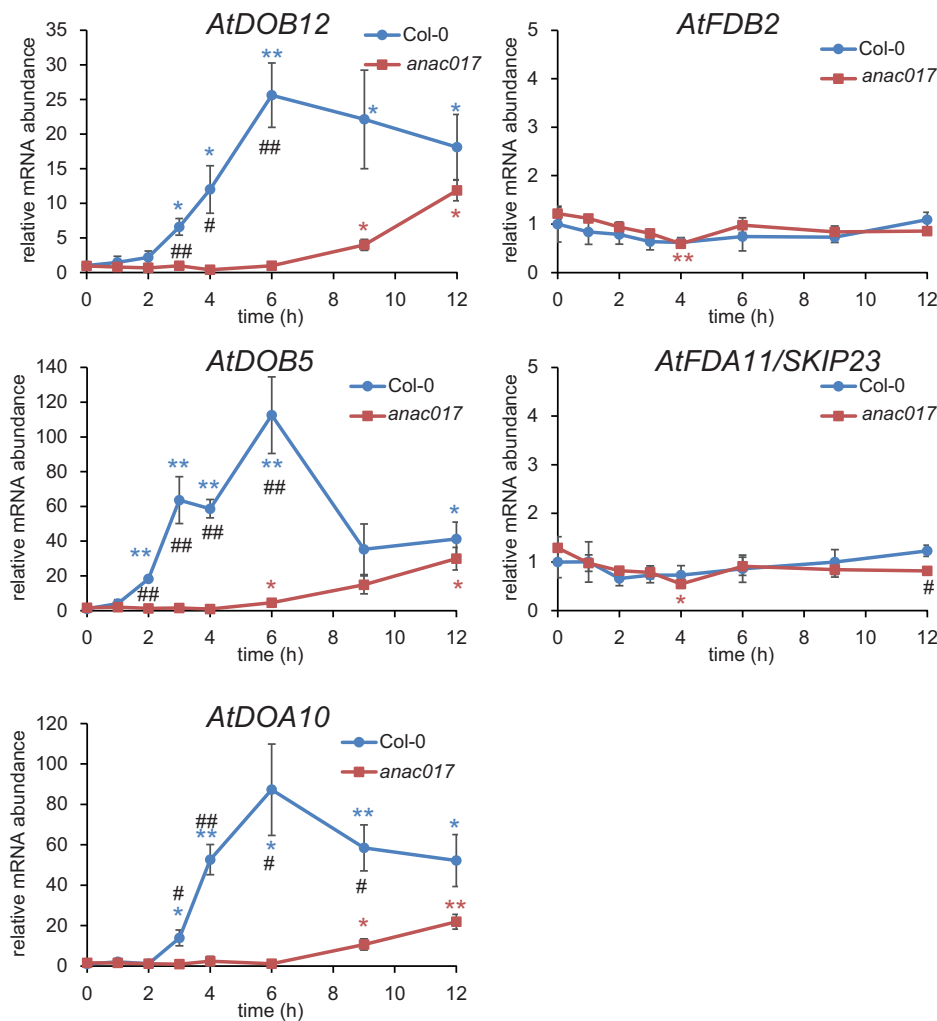 AtDOB12
relative mRNA abundance
35
30
25
20
15
10
5
0
0 2 4 6 8 10 12
time (h)
Col-0
anac017
* * ** * *
## # ##
* *
AtFDB2
relative mRNA abundance
5
4
3
2
1
0
0 2 4 6 8 10 12
time (h)
Col-0
anac017
**
AtDOB5
relative mRNA abundance
140
120
100
80
60
40
20
0
0 2 4 6 8 10 12
time (h)
Col-0
anac017
** ** ** ** *
## ## ## ##
* *
AtFDA11/SKIP23
relative mRNA abundance
5
4
3
2
1
0
0 2 4 6 8 10 12
time (h)
Col-0
anac017
*
#
AtDOA10
relative mRNA abundance
120
100
80
60
40
20
0
0 2 4 6 8 10 12
time (h)
Col-0
anac017
# ## # #
* ** * ** *
* **